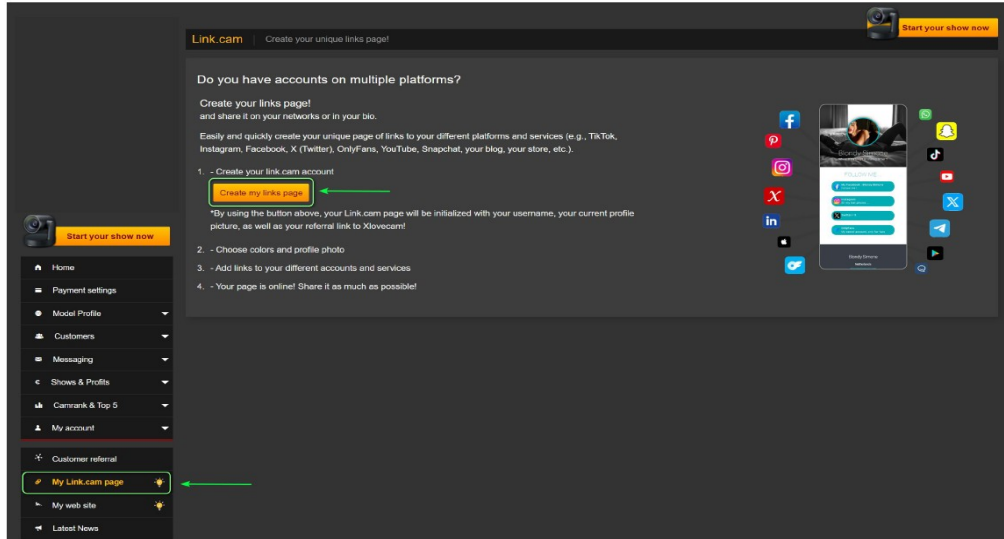 Start your show now
Link.cam | Create your unique links page!
Do you have accounts on multiple platforms?
Create your links page!
and share it on your networks or in your bio.
Easily and quickly create your unique page of links to your different platforms and services (e.g., TikTok,
Instagram, Facebook, X (Twitter), OnlyFans, YouTube, Snapchat, your blog, your store, etc.).
1. - Create your link.cam account
Create my links page
*By using the button above, your Link.cam page will be initialized with your username, your current profile
picture, as well as your referral link to Xlovecam!
2. - Choose colors and profile photo
3. - Add links to your different accounts and services
4. - Your page is online! Share it as much as possible!
Blondy Simone
FOLLOW ME
Blondy Simone
Start your show now
Home
Payment settings
Model Profile
Customers
Messaging
Shows & Profits
Camrank & Top 5
My account
Customer referral
My Link.cam page
My web site
Latest News